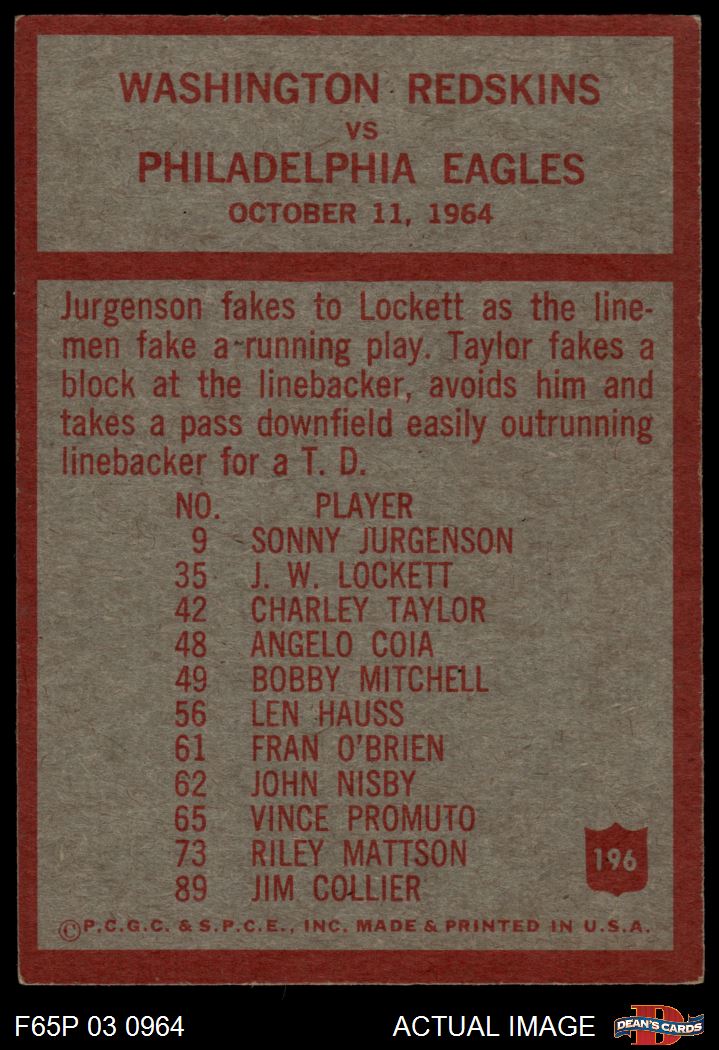 WASHINGTON REDSKINS
VS
PHILADELPHIA EAGLES
OCTOBER 11, 1964
Jurgenson fakes to Lockett as the line-
men fake a running play. Taylor fakes a
block at the linebacker, avoids him and
takes a pass downfield easily outrunning
linebacker for a T. D.
NO. PLAYER
9 SONNY JURGENSON
35 J. W. LOCKETT
42 CHARLEY TAYLOR
48 ANGELO COIA
49 BOBBY MITCHELL
56 LEN HAUSS
61 FRAN O'BRIEN
62 JOHN NISBY
65 VINCE PROMUTO
73 RILEY MATTSON
89 JIM COLLIER
196
©P.C.G.C. & S.P.C.E., INC. MADE & PRINTED IN U.S.A.
F65P 03 0964 ACTUAL IMAGE D DEAN'S CARDS